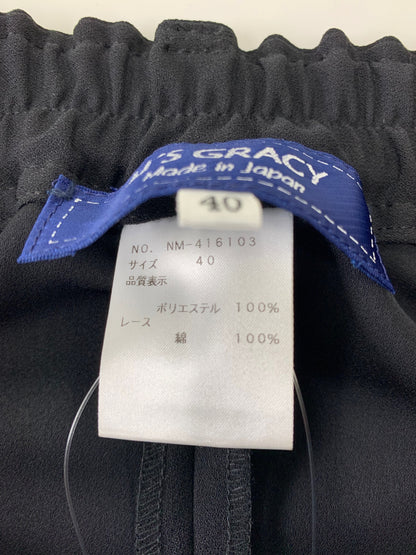 'S GRACY
Made in Japan
40
NO. NM-416103
サイズ 40
品質表示
ポリエステル 100%
レース
綿 100%